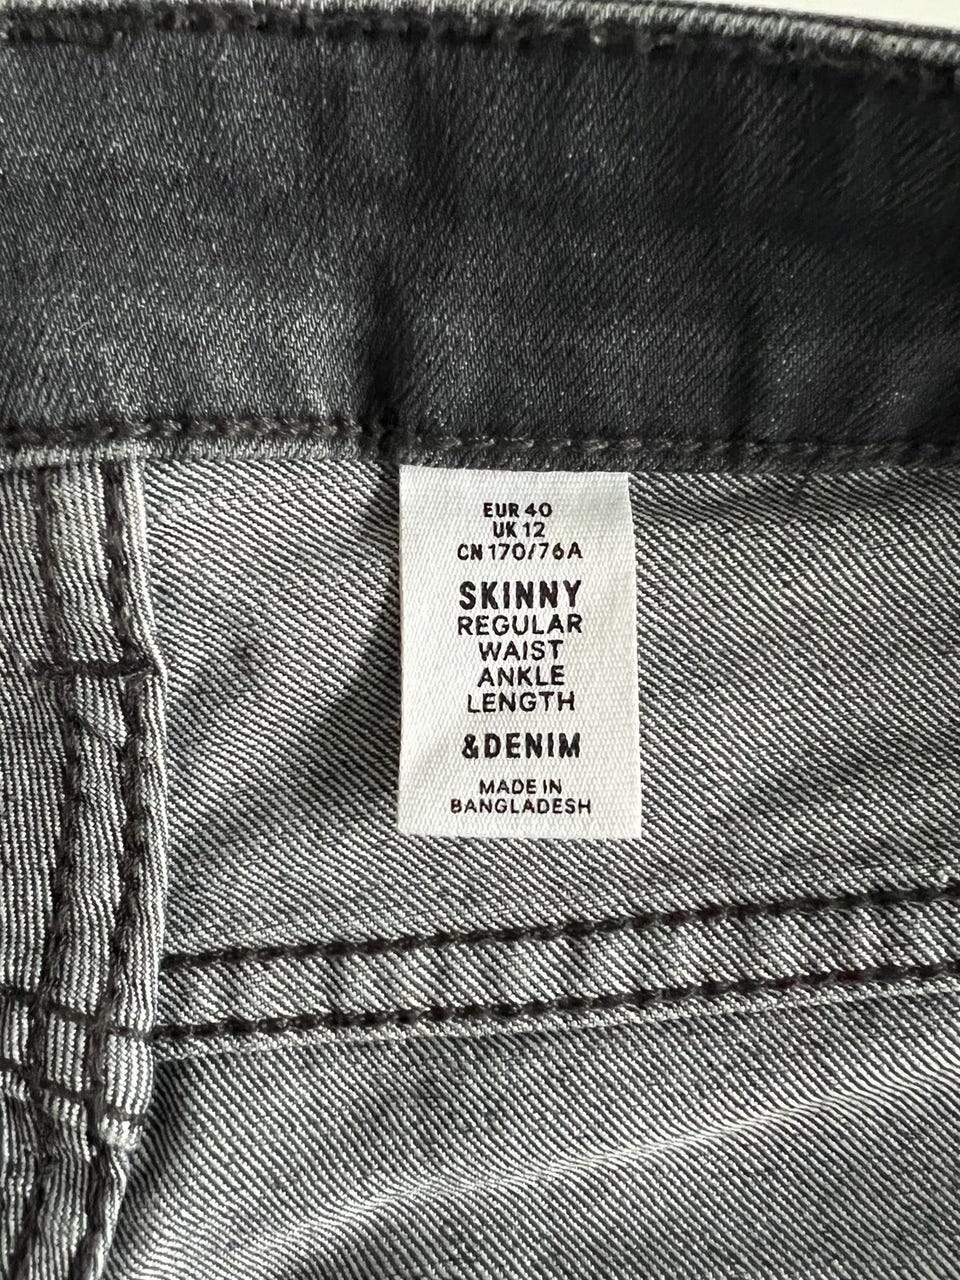 EUR 40
UK 12
CN 170/76A
SKINNY
REGULAR
WAIST
ANKLE
LENGTH
&DENIM
MADE IN
BANGLADESH